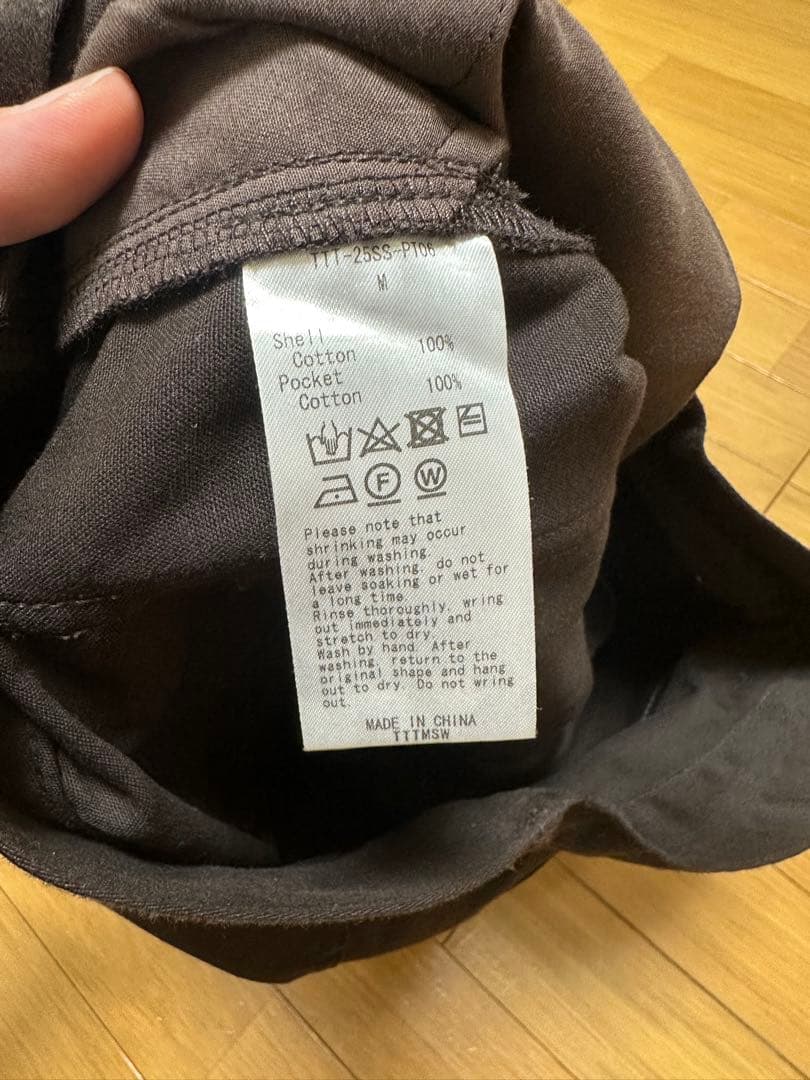 TTT-25SS-PT06
M
Shell
Cotton 100%
Pocket
Cotton 100%
F W
Please note that
shrinking may occur
during washing.
After washing, do not
leave soaking or wet for
a long time.
Rinse thoroughly, wring
out immediately and
stretch to dry.
Wash by hand. After
washing, return to the
original shape and hang
out to dry. Do not wring
out.
MADE IN CHINA
TTTMSW